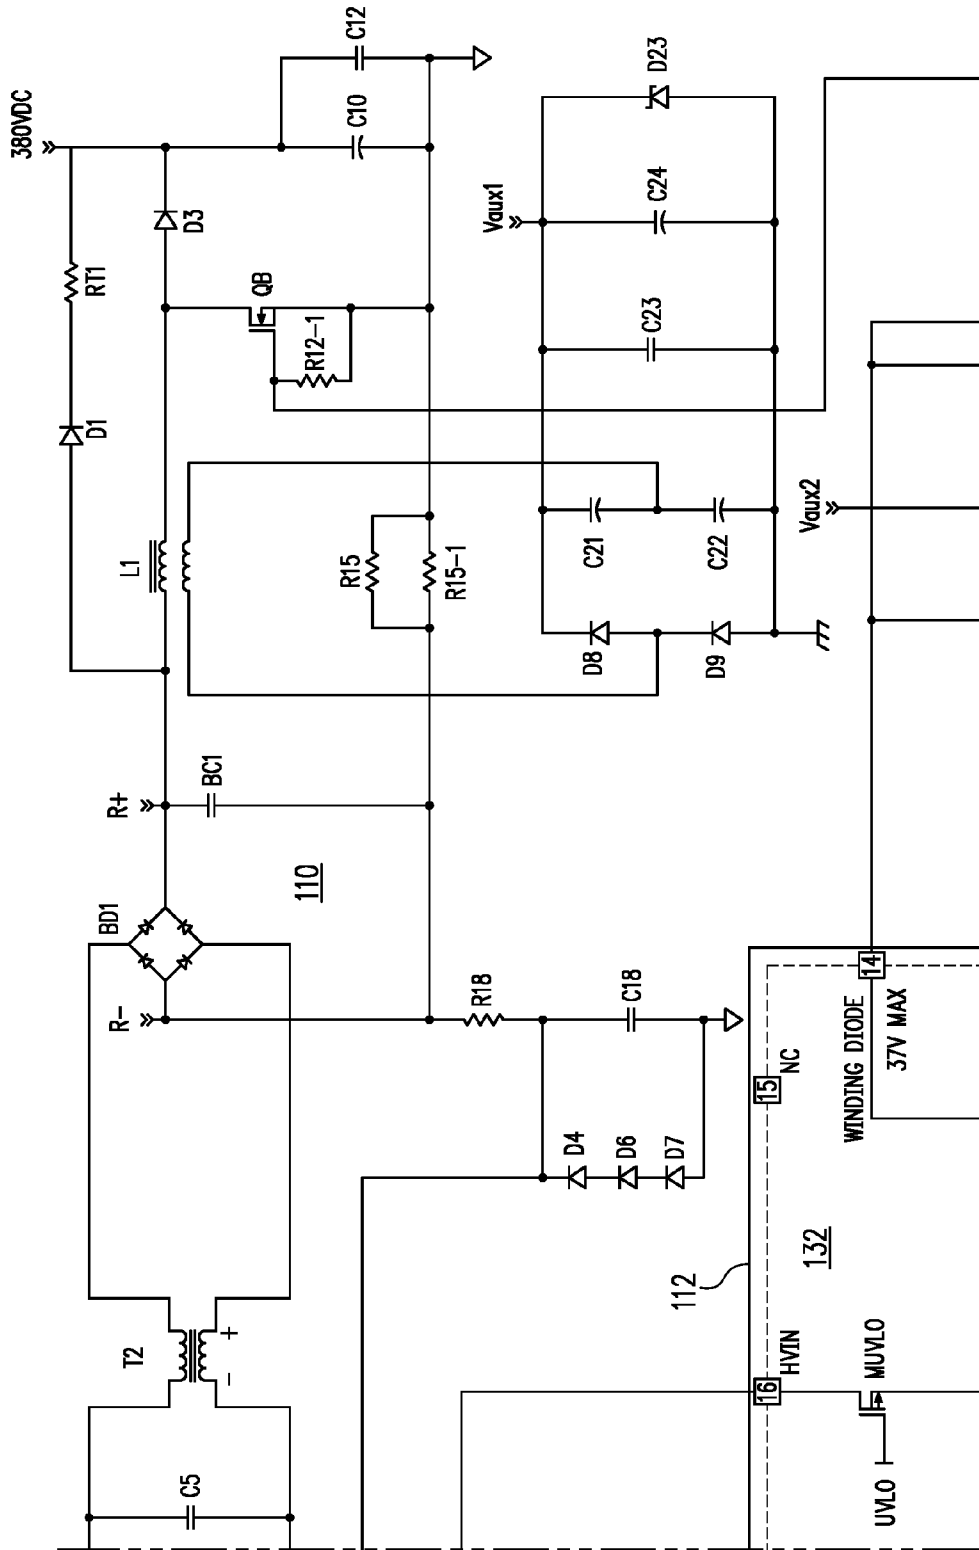 380VDC
C12
RT1
D3
C10
D1
QB
R12-1
Vaux1
D23
C24
C23
L1
R15
R15-1
C21
C22
D8
D9
Vaux2
R+
BC1
110
BD1
R-
R18
C18
D4
D6
D7
14
WINDING DIODE
37V MAX
15
NC
T2
+
-
112
132
16
HVIN
MUVLO
UVLO
C5